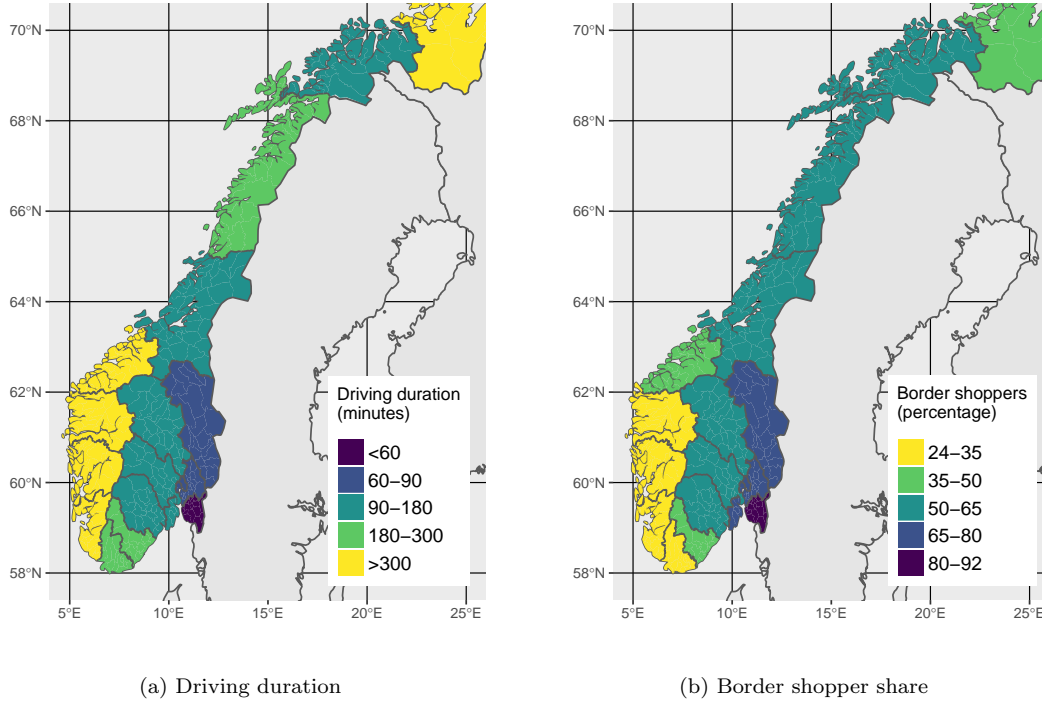 70°N
68°N
66°N
64°N
62°N
60°N
58°N
5°E
10°E
15°E
20°E
25°E
Driving duration
(minutes)
<60
60–90
90–180
180–300
>300
(a) Driving duration
70°N
68°N
66°N
64°N
62°N
60°N
58°N
5°E
10°E
15°E
20°E
25°E
Border shoppers
(percentage)
24–35
35–50
50–65
65–80
80–92
(b) Border shopper share